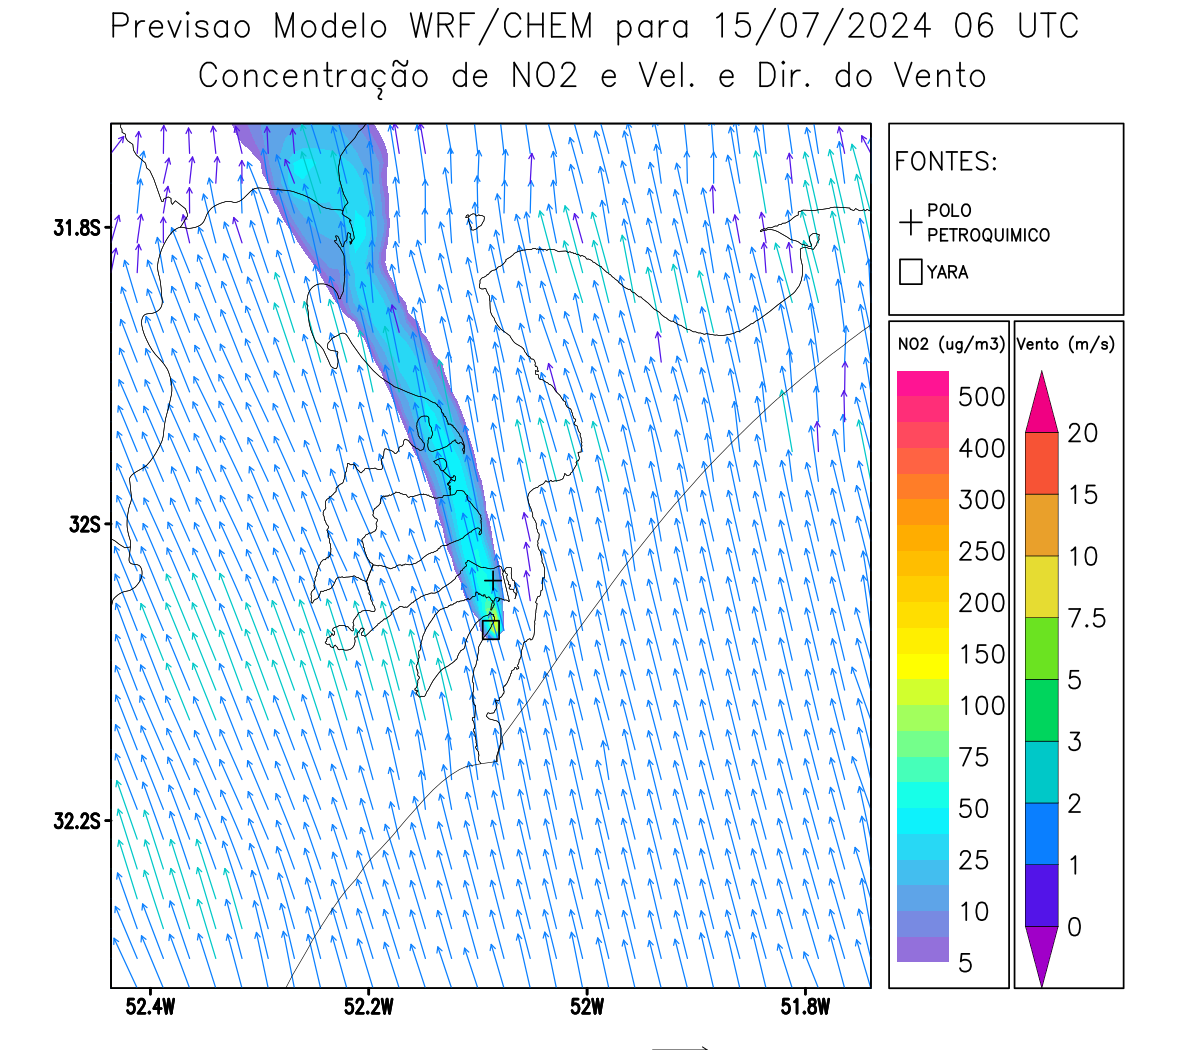 Previsao Modelo WRF/CHEM para 15/07/2024 06 UTC
Concentração de NO2 e Vel. e Dir. do Vento
FONTES:
POLO
PETROQUIMICO
YARA
NO2 (ug/m3)
500
400
300
250
200
150
100
75
50
25
10
5
Vento (m/s)
20
15
10
7.5
5
3
2
1
0
31.8S
32S
32.2S
52.4W
52.2W
52W
51.8W